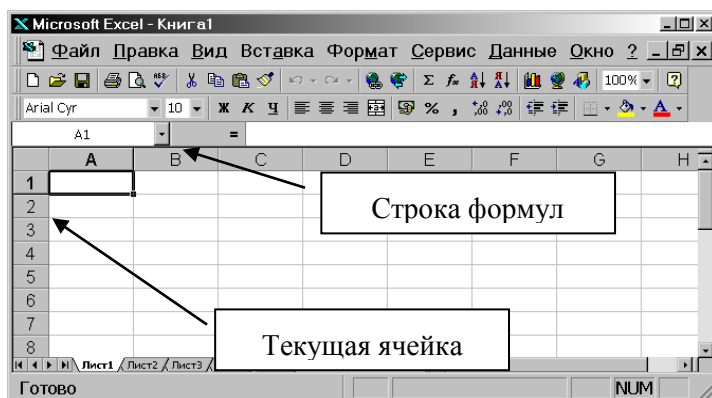 Microsoft Excel - Книга1
Файл Правка Вид Вставка Формат Сервис Данные Окно ?
100%
Arial Cyr 10 Ж К Ч % ,
A1 =
A B C D E F G H
1
2
Строка формул
3
4
5
6
7
Текущая ячейка
8
Лист1 Лист2 Лист3
Готово NUM